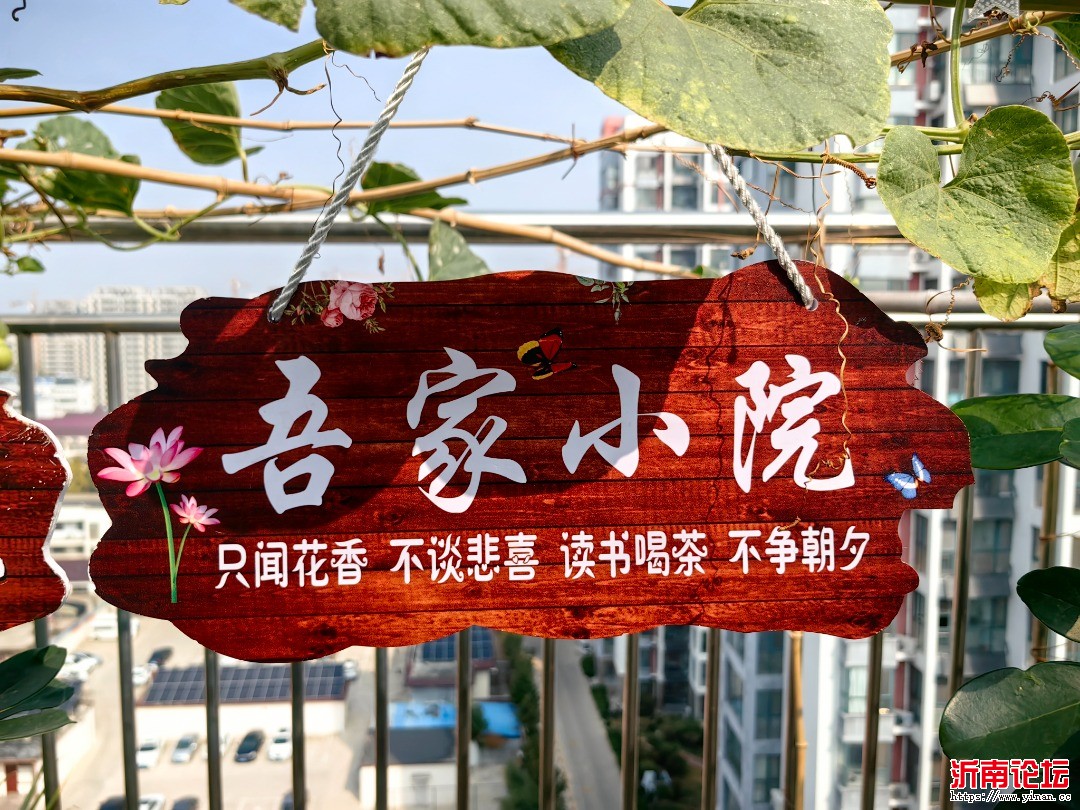 吾家小院
只闻花香 不谈悲喜 读书喝茶 不争朝夕
沂南论坛
https://www.yinan.cc